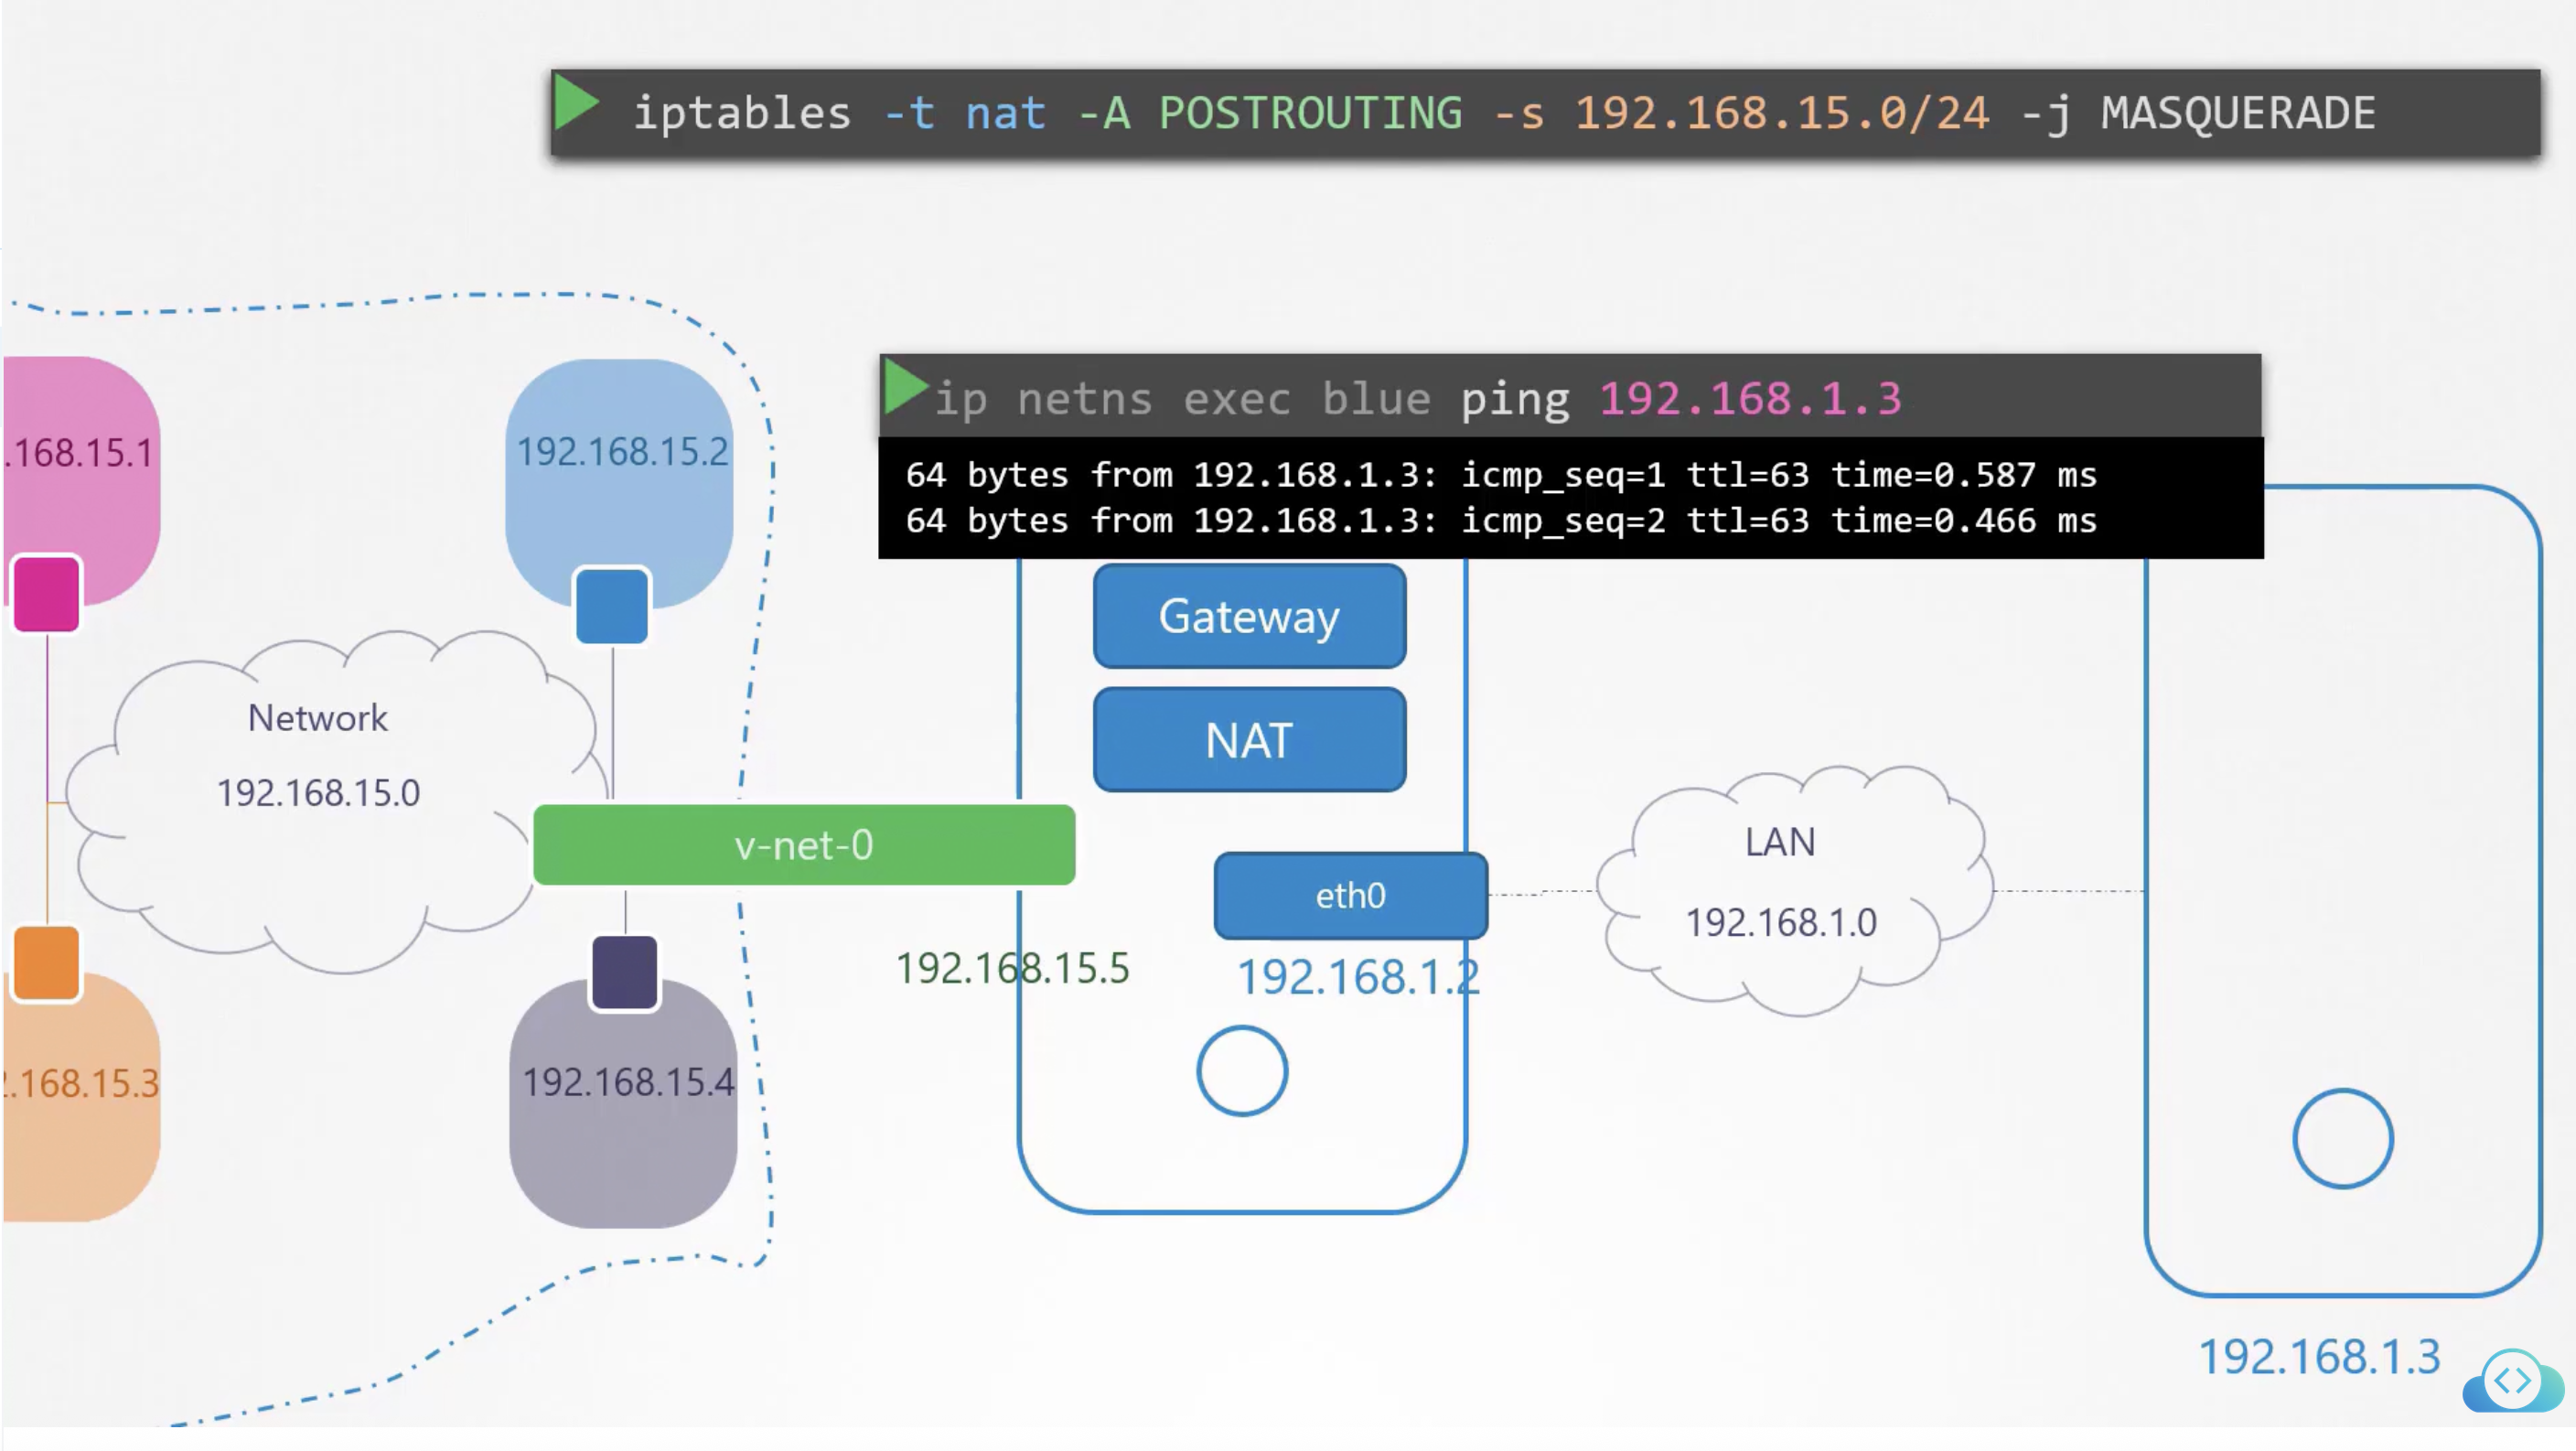 iptables -t nat -A POSTROUTING -s 192.168.15.0/24 -j MASQUERADE
ip netns exec blue ping 192.168.1.3
64 bytes from 192.168.1.3: icmp_seq=1 ttl=63 time=0.587 ms
64 bytes from 192.168.1.3: icmp_seq=2 ttl=63 time=0.466 ms
.168.15.1
192.168.15.2
Gateway
NAT
Network
192.168.15.0
v-net-0
eth0
LAN
192.168.1.0
192.168.15.5
192.168.1.2
.168.15.3
192.168.15.4
192.168.1.3